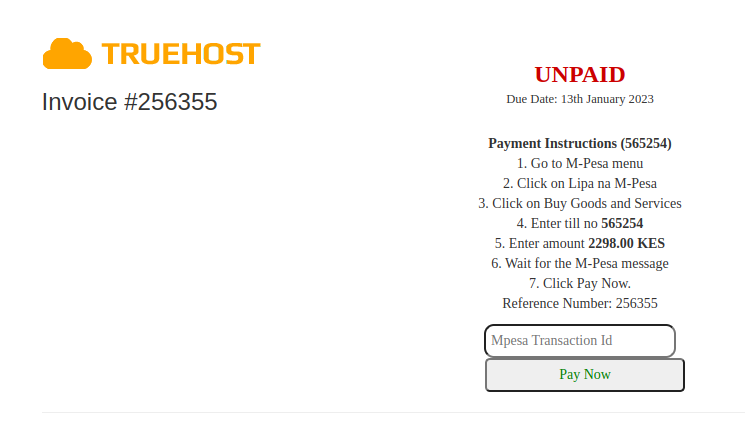 TRUEHOST
Invoice #256355
UNPAID
Due Date: 13th January 2023
Payment Instructions (565254)
1. Go to M-Pesa menu
2. Click on Lipa na M-Pesa
3. Click on Buy Goods and Services
4. Enter till no 565254
5. Enter amount 2298.00 KES
6. Wait for the M-Pesa message
7. Click Pay Now.
Reference Number: 256355
Mpesa Transaction Id
Pay Now